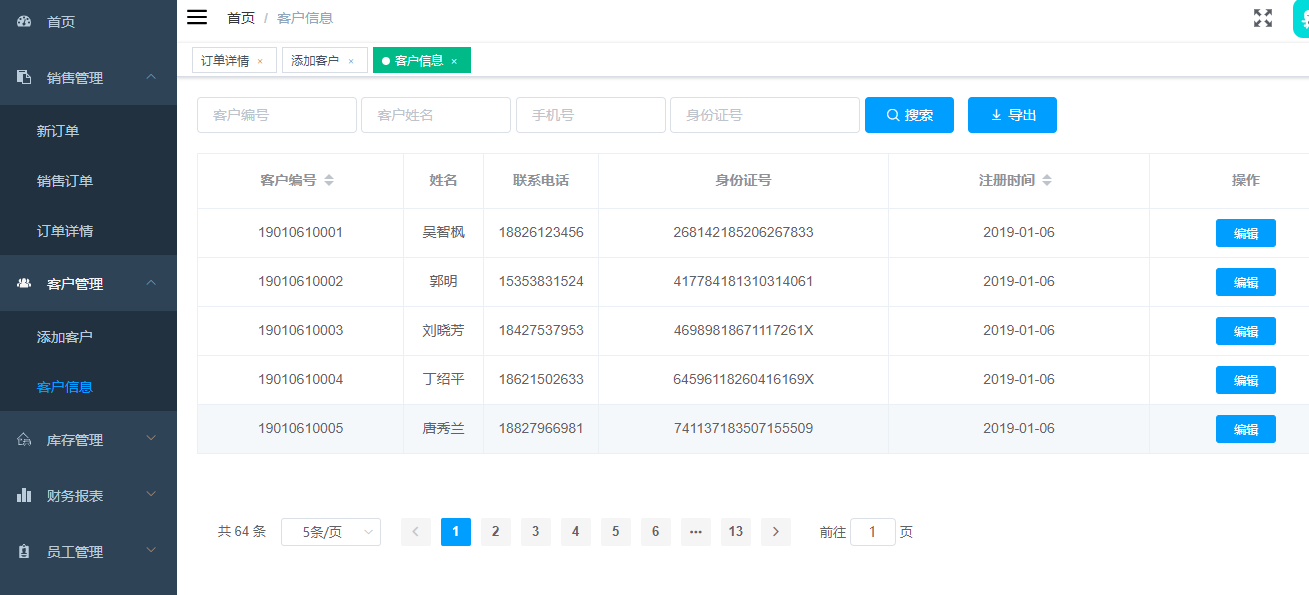 首页
销售管理
新订单
销售订单
订单详情
客户管理
添加客户
客户信息
库存管理
财务报表
员工管理
首页 / 客户信息
订单详情 × 添加客户 × 客户信息 ×
客户编号 客户姓名 手机号 身份证号 搜索 导出
客户编号 姓名 联系电话 身份证号 注册时间 操作
19010610001 吴智枫 18826123456 268142185206267833 2019-01-06 编辑
19010610002 郭明 15353831524 417784181310314061 2019-01-06 编辑
19010610003 刘晓芳 18427537953 46989818671117261X 2019-01-06 编辑
19010610004 丁绍平 18621502633 64596118260416169X 2019-01-06 编辑
19010610005 唐秀兰 18827966981 741137183507155509 2019-01-06 编辑
共 64 条 5条/页 < 1 2 3 4 5 6 ··· 13 > 前往 1 页